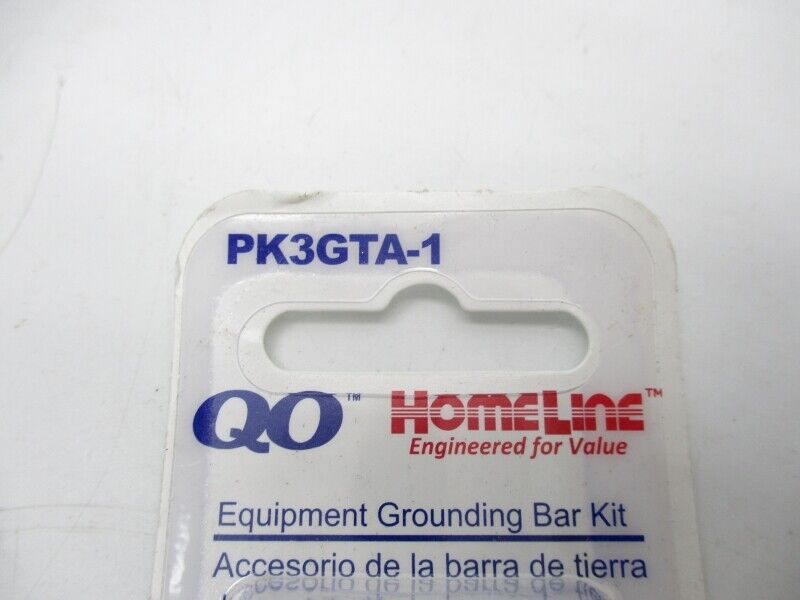 PK3GTA-1
QO™ HOMELINE™
Engineered for Value
Equipment Grounding Bar Kit
Accesorio de la barra de tierra